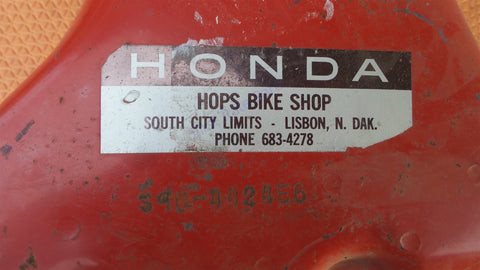 HONDA
HOPS BIKE SHOP
SOUTH CITY LIMITS - LISBON, N. DAK.
PHONE 683-4278